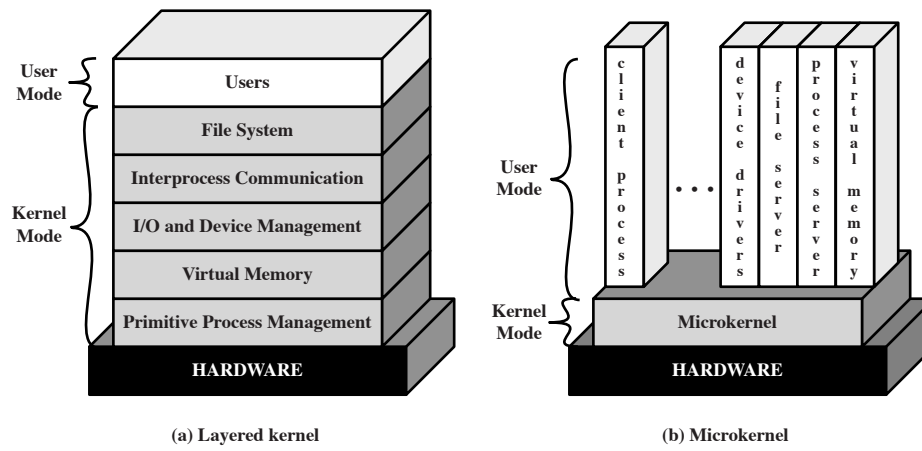 User
Mode
Kernel
Mode
Users
File System
Interprocess Communication
I/O and Device Management
Virtual Memory
Primitive Process Management
HARDWARE
(a) Layered kernel
User
Mode
Kernel
Mode
client process
...
device drivers
file server
process server
virtual memory
Microkernel
HARDWARE
(b) Microkernel